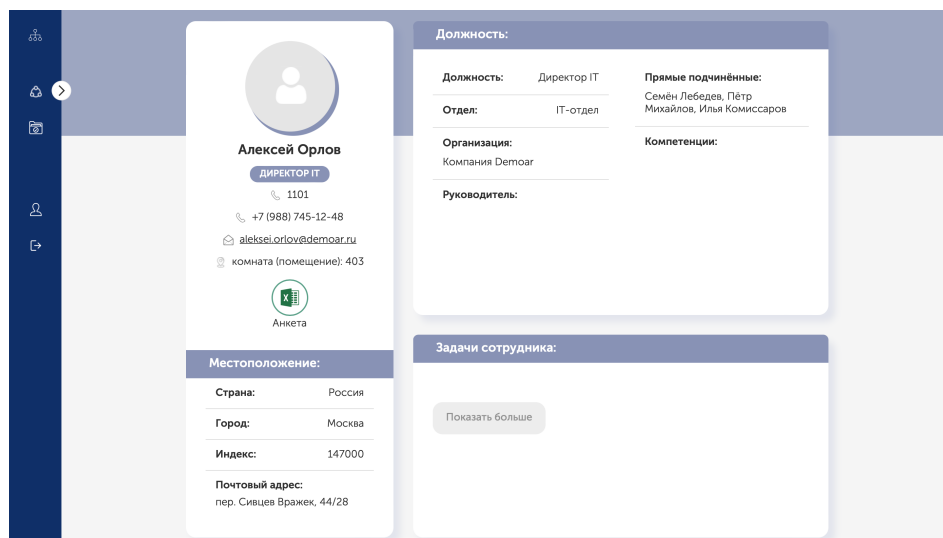 Алексей Орлов
ДИРЕКТОР IT
1101
+7 (988) 745-12-48
aleksei.orlov@demoar.ru
комната (помещение): 403
Анкета
Местоположение:
Страна: Россия
Город: Москва
Индекс: 147000
Почтовый адрес:
пер. Сивцев Вражек, 44/28
Должность:
Должность: Директор IT
Отдел: IT-отдел
Организация:
Компания Demoar
Руководитель:
Прямые подчинённые:
Семён Лебедев, Пётр
Михайлов, Илья Комиссаров
Компетенции:
Задачи сотрудника:
Показать больше